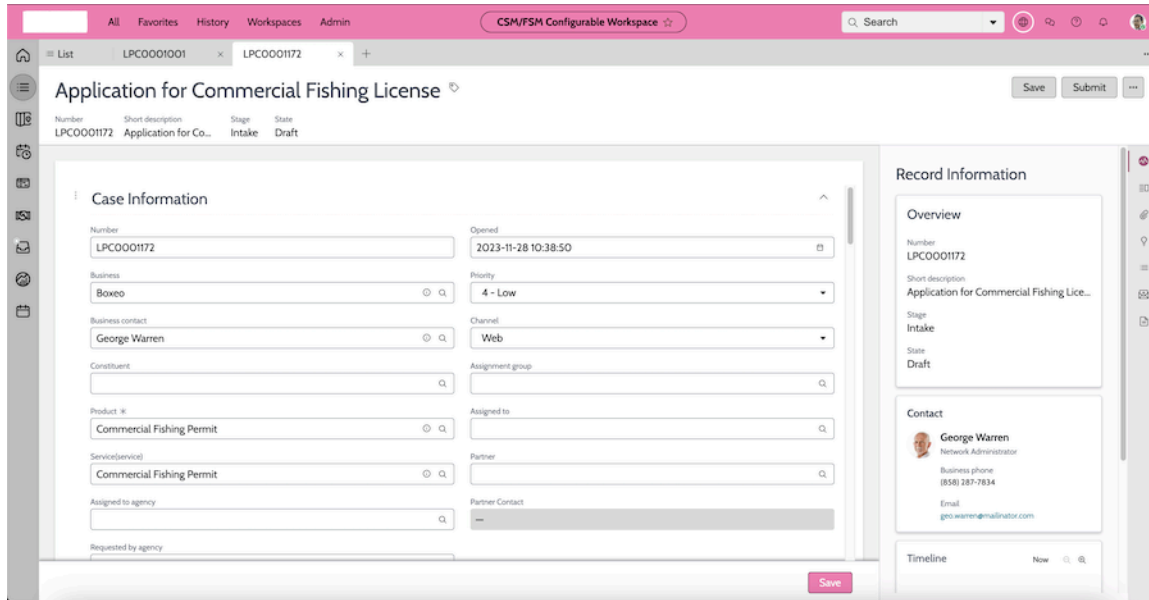 All Favorites History Workspaces Admin CSM/FSM Configurable Workspace Search
List LPC0001001 × LPC0001172 × +
Application for Commercial Fishing License
Save Submit
Number Short description Stage State
LPC0001172 Application for Co... Intake Draft
Case Information
Number
LPC0001172
Opened
2023-11-28 10:38:50
Business
Boxeo
Priority
4 - Low
Business contact
George Warren
Channel
Web
Constituent
Assignment group
Product *
Commercial Fishing Permit
Assigned to
Service(service)
Commercial Fishing Permit
Partner
Assigned to agency
Partner Contact
—
Requested by agency
Save
Record Information
Overview
Number
LPC0001172
Short description
Application for Commercial Fishing Lice...
Stage
Intake
State
Draft
Contact
George Warren
Network Administrator
Business phone
(858) 287-7834
Email
geo.warren@mailinator.com
Timeline Now